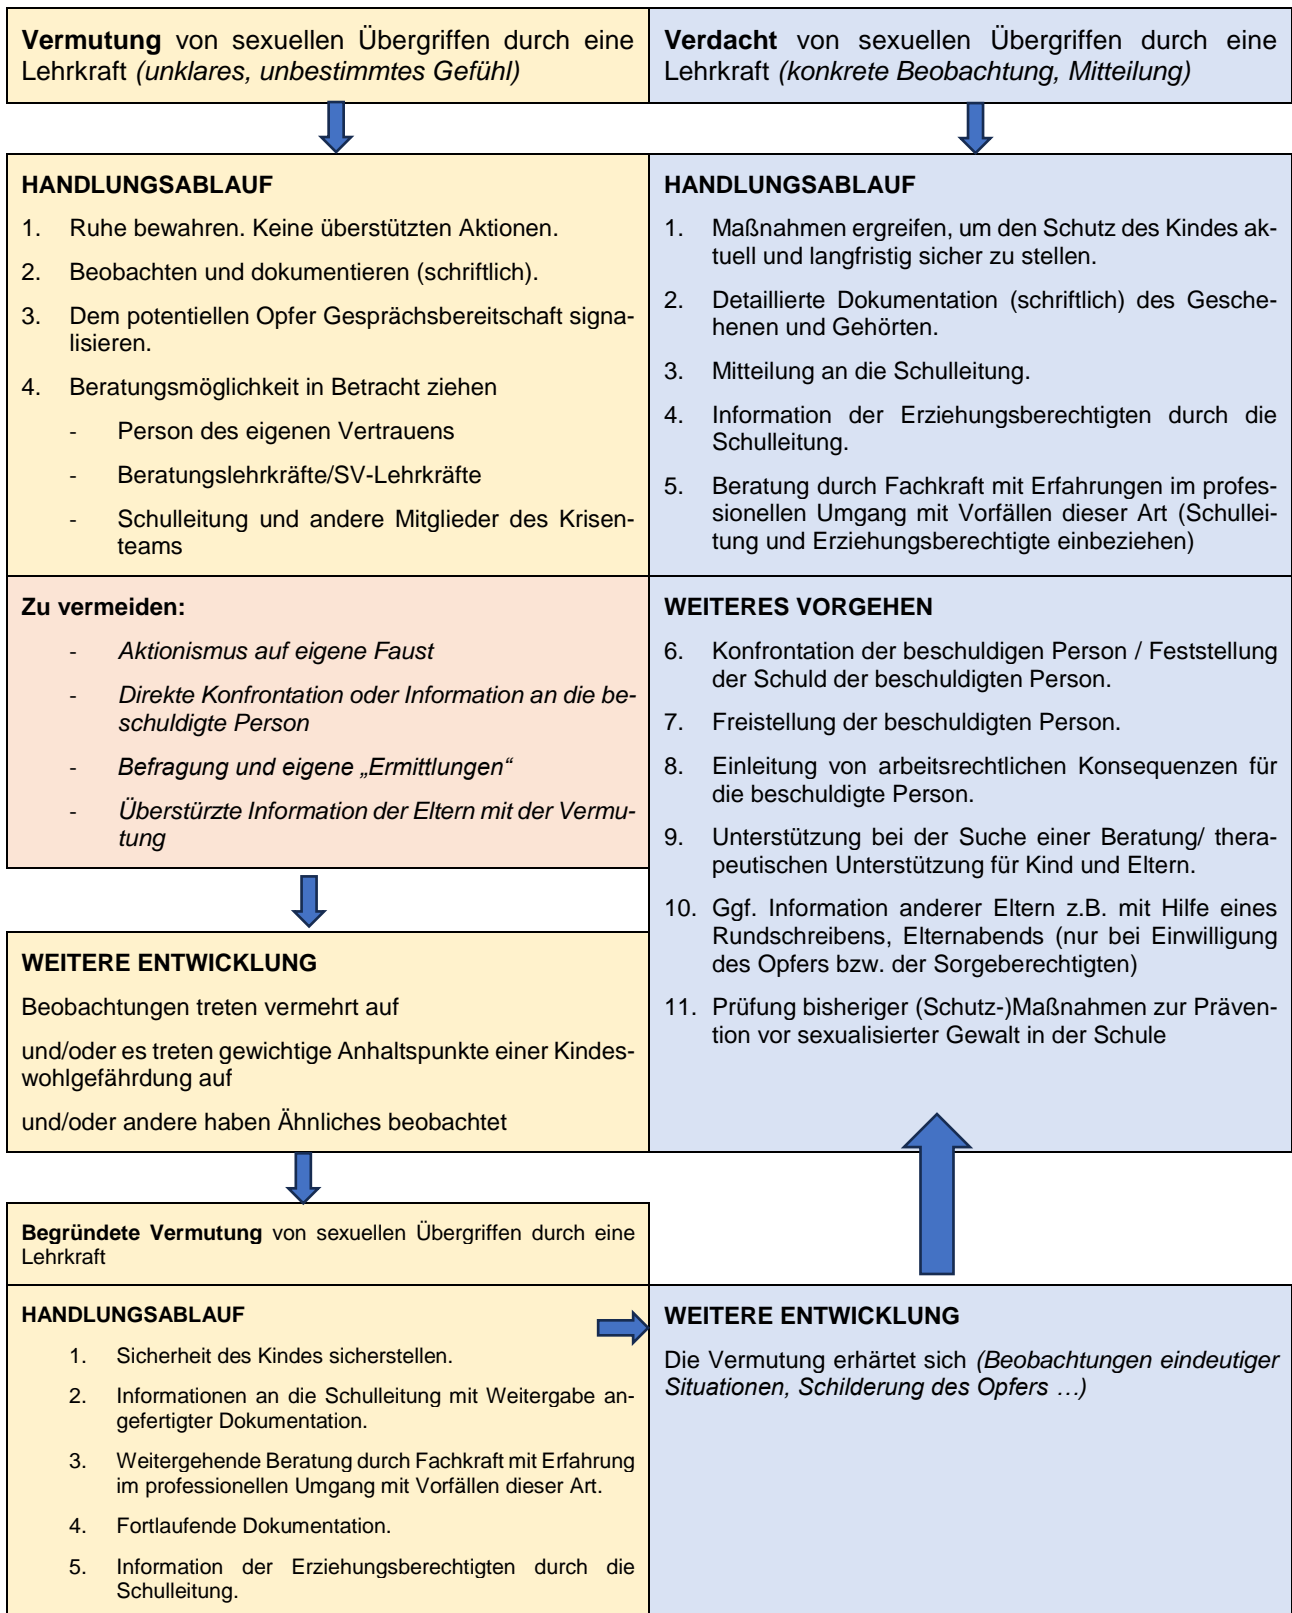 Vermutung von sexuellen Übergriffen durch eine
Lehrkraft (unklares, unbestimmtes Gefühl)
Verdacht von sexuellen Übergriffen durch eine
Lehrkraft (konkrete Beobachtung, Mitteilung)
HANDLUNGSABLAUF
1. Ruhe bewahren. Keine überstützten Aktionen.
2. Beobachten und dokumentieren (schriftlich).
3. Dem potentiellen Opfer Gesprächsbereitschaft signa-
lisieren.
4. Beratungsmöglichkeit in Betracht ziehen
- Person des eigenen Vertrauens
- Beratungslehrkräfte/SV-Lehrkräfte
- Schulleitung und andere Mitglieder des Krisen-
teams
HANDLUNGSABLAUF
1. Maßnahmen ergreifen, um den Schutz des Kindes ak-
tuell und langfristig sicher zu stellen.
2. Detaillierte Dokumentation (schriftlich) des Gesche-
henen und Gehörten.
3. Mitteilung an die Schulleitung.
4. Information der Erziehungsberechtigten durch die
Schulleitung.
5. Beratung durch Fachkraft mit Erfahrungen im profes-
sionellen Umgang mit Vorfällen dieser Art (Schullei-
tung und Erziehungsberechtigte einbeziehen)
Zu vermeiden:
- Aktionismus auf eigene Faust
- Direkte Konfrontation oder Information an die be-
schuldigte Person
- Befragung und eigene „Ermittlungen“
- Überstürzte Information der Eltern mit der Vermu-
tung
WEITERES VORGEHEN
6. Konfrontation der beschuldigen Person / Feststellung
der Schuld der beschuldigten Person.
7. Freistellung der beschuldigten Person.
8. Einleitung von arbeitsrechtlichen Konsequenzen für
die beschuldigte Person.
9. Unterstützung bei der Suche einer Beratung/ thera-
peutischen Unterstützung für Kind und Eltern.
10. Ggf. Information anderer Eltern z.B. mit Hilfe eines
Rundschreibens, Elternabends (nur bei Einwilligung
des Opfers bzw. der Sorgeberechtigten)
11. Prüfung bisheriger (Schutz-)Maßnahmen zur Präven-
tion vor sexualisierter Gewalt in der Schule
WEITERE ENTWICKLUNG
Beobachtungen treten vermehrt auf
und/oder es treten gewichtige Anhaltspunkte einer Kindes-
wohlgefährdung auf
und/oder andere haben Ähnliches beobachtet
Begründete Vermutung von sexuellen Übergriffen durch eine
Lehrkraft
HANDLUNGSABLAUF
1. Sicherheit des Kindes sicherstellen.
2. Informationen an die Schulleitung mit Weitergabe an-
gefertigter Dokumentation.
3. Weitergehende Beratung durch Fachkraft mit Erfahrung
im professionellen Umgang mit Vorfällen dieser Art.
4. Fortlaufende Dokumentation.
5. Information der Erziehungsberechtigten durch die
Schulleitung.
WEITERE ENTWICKLUNG
Die Vermutung erhärtet sich (Beobachtungen eindeutiger
Situationen, Schilderung des Opfers …)